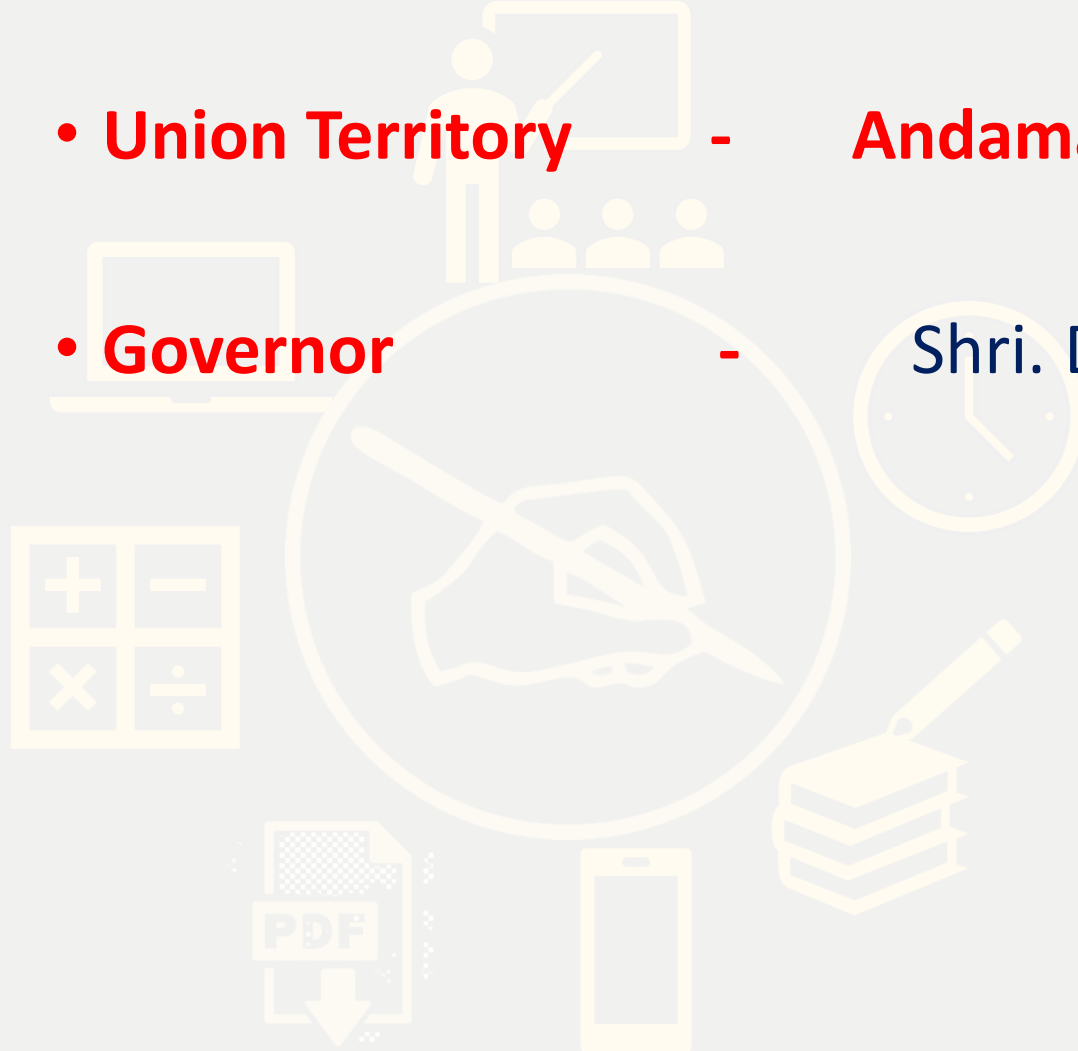 • Union Territory - Andam
• Governor - Shri.
PDF